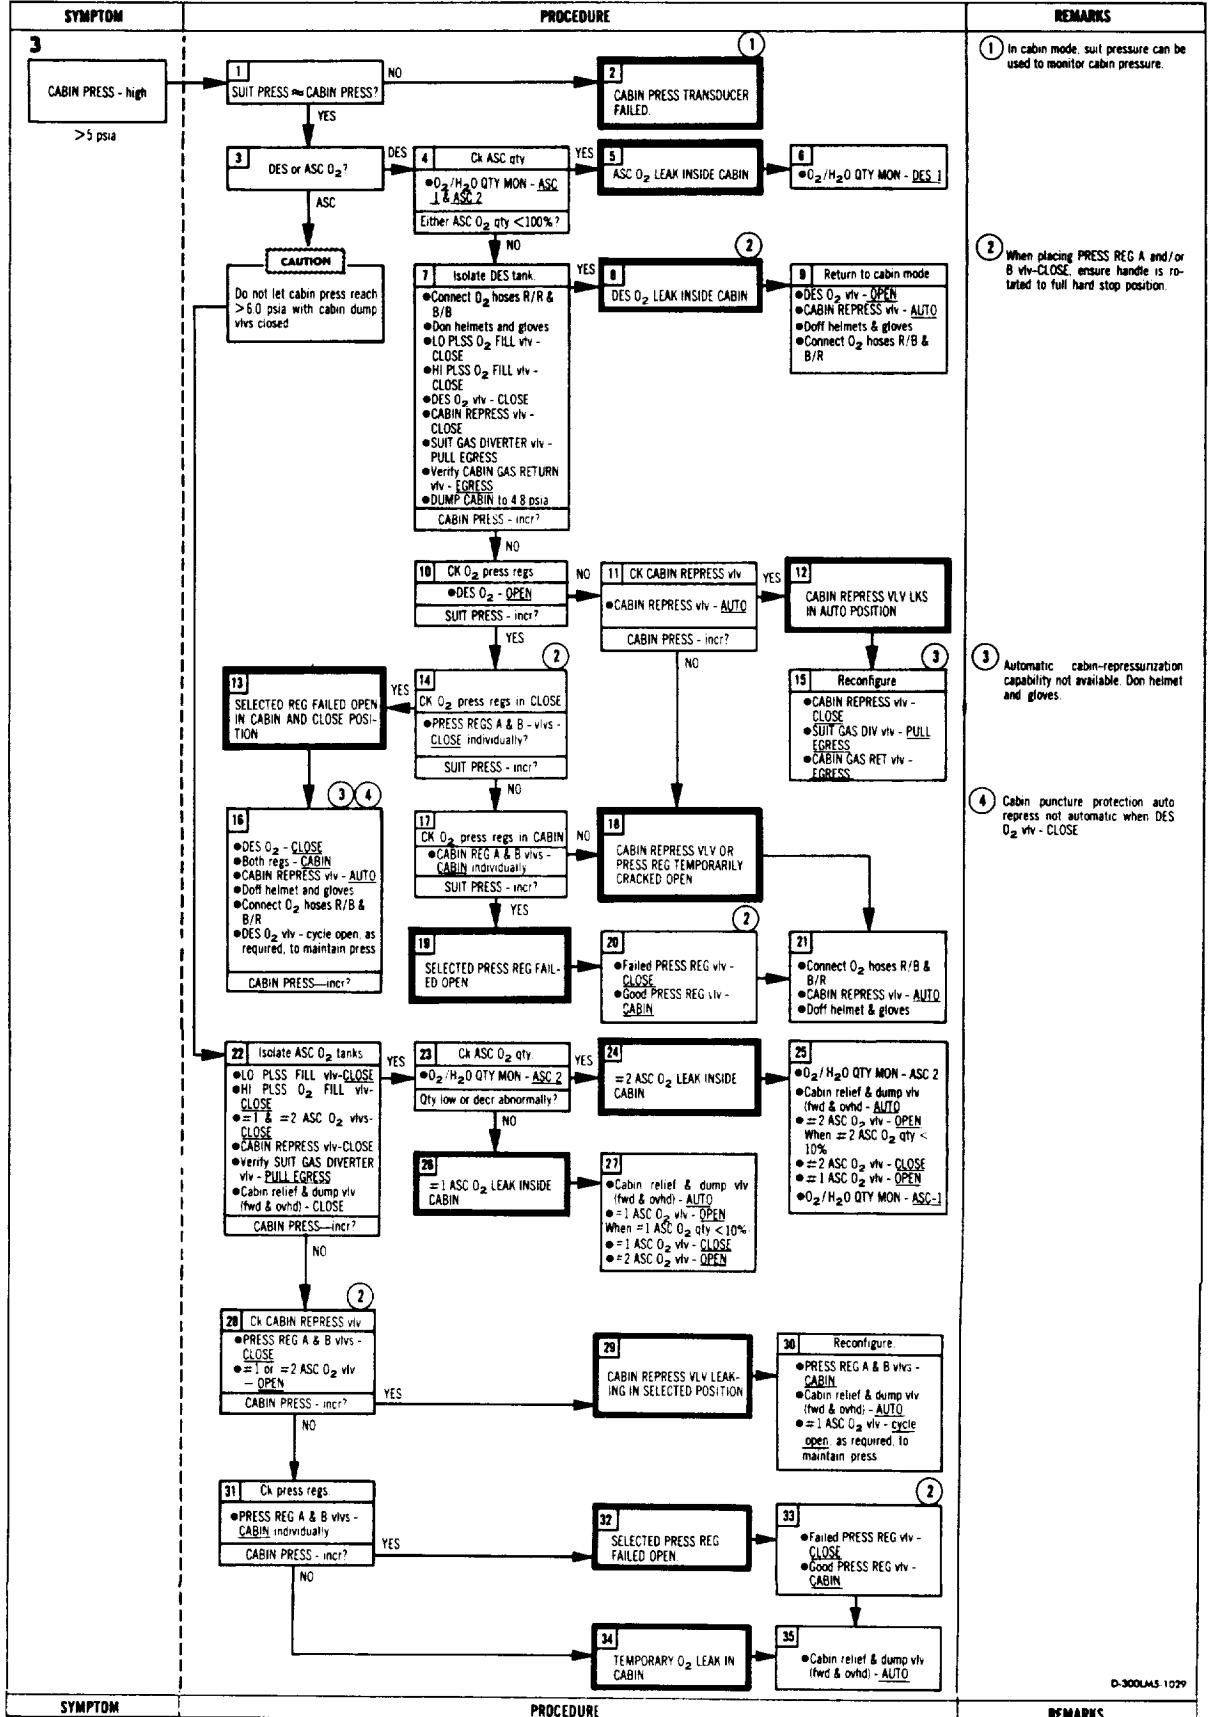 SYMPTOM
PROCEDURE
REMARKS
3
CABIN PRESS - high
>5 psia
1
SUIT PRESS ≈ CABIN PRESS?
NO
YES
1
2
CABIN PRESS TRANSDUCER
FAILED.
1
In cabin mode, suit pressure can be
used to monitor cabin pressure.
3
DES or ASC O2?
DES
ASC
4
Ck ASC qty
●O2/H2O QTY MON - ASC
1 & ASC 2
Either ASC O2 qty <100%?
YES
NO
5
ASC O2 LEAK INSIDE CABIN
6
●O2/H2O QTY MON - DES 1
CAUTION
Do not let cabin press reach
>6.0 psia with cabin dump
vlvs closed
7
Isolate DES tank.
●Connect O2 hoses R/R &
B/B
●Don helmets and gloves
●LO PLSS O2 FILL vlv -
CLOSE
●HI PLSS O2 FILL vlv -
CLOSE
●DES O2 vlv - CLOSE
●CABIN REPRESS vlv -
CLOSE
●SUIT GAS DIVERTER vlv -
PULL EGRESS
●Verify CABIN GAS RETURN
vlv - EGRESS
●DUMP CABIN to 4.8 psia
CABIN PRESS - incr?
YES
NO
2
8
DES O2 LEAK INSIDE CABIN
9
Return to cabin mode
●DES O2 vlv - OPEN
●CABIN REPRESS vlv - AUTO
●Doff helmets & gloves
●Connect O2 hoses R/B &
B/R
2
When placing PRESS REG A and/or
B vlv-CLOSE, ensure handle is ro-
tated to full hard stop position.
10
CK O2 press regs
●DES O2 - OPEN
SUIT PRESS - incr?
NO
YES
11
CK CABIN REPRESS vlv
●CABIN REPRESS vlv - AUTO
CABIN PRESS - incr?
YES
NO
12
CABIN REPRESS VLV LKS
IN AUTO POSITION
13
SELECTED REG FAILED OPEN
IN CABIN AND CLOSE POSI-
TION
YES
2
14
CK O2 press regs in CLOSE
●PRESS REGS A & B - vlvs -
CLOSE individually?
SUIT PRESS - incr?
NO
3
15
Reconfigure
●CABIN REPRESS vlv -
CLOSE
●SUIT GAS DIV vlv - PULL
EGRESS
●CABIN GAS RET vlv -
EGRESS
3
Automatic cabin-repressurization
capability not available. Don helmet
and gloves.
3
4
16
●DES O2 - CLOSE
●Both regs - CABIN
●CABIN REPRESS vlv - AUTO
●Doff helmet and gloves
●Connect O2 hoses R/B &
B/R
●DES O2 vlv - cycle open, as
required, to maintain press
CABIN PRESS—incr?
17
CK O2 press regs in CABIN
●CABIN REG A & B vlvs -
CABIN individually
SUIT PRESS - incr?
NO
YES
18
CABIN REPRESS VLV OR
PRESS REG TEMPORARILY
CRACKED OPEN
4
Cabin puncture protection auto
repress not automatic when DES
O2 vlv - CLOSE
19
SELECTED PRESS REG FAIL-
ED OPEN
2
20
●Failed PRESS REG vlv -
CLOSE
●Good PRESS REG vlv -
CABIN
21
●Connect O2 hoses R/B &
B/R
●CABIN REPRESS vlv - AUTO
●Doff helmet & gloves
22
Isolate ASC O2 tanks
●LO PLSS FILL vlv-CLOSE
●HI PLSS O2 FILL vlv-
CLOSE
●=1 & =2 ASC O2 vlvs-
CLOSE
●CABIN REPRESS vlv-CLOSE
●Verify SUIT GAS DIVERTER
vlv - PULL EGRESS
●Cabin relief & dump vlv
(fwd & ovhd) - CLOSE
CABIN PRESS—incr?
YES
NO
23
Ck ASC O2 qty.
●O2/H2O QTY MON - ASC 2
Qty low or decr abnormally?
YES
NO
24
=2 ASC O2 LEAK INSIDE
CABIN
25
●O2/H2O QTY MON - ASC 2
●Cabin relief & dump vlv
(fwd & ovhd - AUTO
●=2 ASC O2 vlv - OPEN
When =2 ASC O2 qty <
10%
●=2 ASC O2 vlv - CLOSE
●=1 ASC O2 vlv - OPEN
●O2/H2O QTY MON - ASC-1
26
=1 ASC O2 LEAK INSIDE
CABIN
27
●Cabin relief & dump vlv
(fwd & ovhd) - AUTO
●=1 ASC O2 vlv - OPEN
When =1 ASC O2 qty <10%
●=1 ASC O2 vlv - CLOSE
●=2 ASC O2 vlv - OPEN
2
28
Ck CABIN REPRESS vlv
●PRESS REG A & B vlvs -
CLOSE
●=1 or =2 ASC O2 vlv
— OPEN
CABIN PRESS - incr?
YES
NO
29
CABIN REPRESS VLV LEAK-
ING IN SELECTED POSITION
30
Reconfigure.
●PRESS REG A & B vlvs -
CABIN
●Cabin relief & dump vlv
(fwd & ovhd) - AUTO
●=1 ASC O2 vlv - cycle
open, as required, to
maintain press
31
Ck press regs
●PRESS REG A & B vlvs -
CABIN individually
CABIN PRESS - incr?
YES
NO
32
SELECTED PRESS REG
FAILED OPEN.
2
33
●Failed PRESS REG vlv -
CLOSE
●Good PRESS REG vlv -
CABIN
34
TEMPORARY O2 LEAK IN
CABIN
35
●Cabin relief & dump vlv
(fwd & ovhd) - AUTO
D-300LM5-1029
SYMPTOM
PROCEDURE
REMARKS